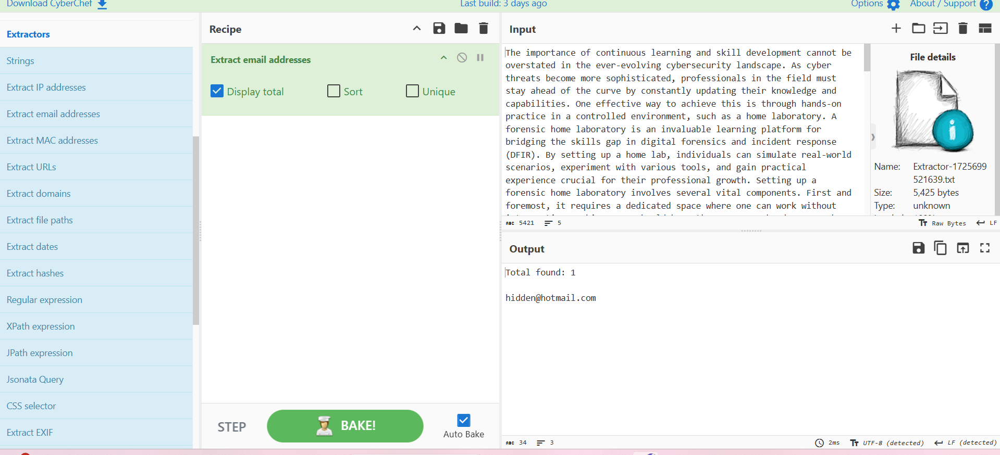 Download CyberChef
Last build: 3 days ago
Options
About / Support
Extractors
Strings
Extract IP addresses
Extract email addresses
Extract MAC addresses
Extract URLs
Extract domains
Extract file paths
Extract dates
Extract hashes
Regular expression
XPath expression
JPath expression
Jsonata Query
CSS selector
Extract EXIF
Recipe
Extract email addresses
Display total
Sort
Unique
STEP
BAKE!
Auto Bake
Input
The importance of continuous learning and skill development cannot be
overstated in the ever-evolving cybersecurity landscape. As cyber
threats become more sophisticated, professionals in the field must
stay ahead of the curve by constantly updating their knowledge and
capabilities. One effective way to achieve this is through hands-on
practice in a controlled environment, such as a home laboratory. A
forensic home laboratory is an invaluable learning platform for
bridging the skills gap in digital forensics and incident response
(DFIR). By setting up a home lab, individuals can simulate real-world
scenarios, experiment with various tools, and gain practical
experience crucial for their professional growth. Setting up a
forensic home laboratory involves several vital components. First and
foremost, it requires a dedicated space where one can work without
File details
Name: Extractor-1725699
521639.txt
Size: 5,425 bytes
Type: unknown
ABC 5421 5
Raw Bytes LF
Output
Total found: 1
hidden@hotmail.com
ABC 34 3
2ms Tт UTF-8 (detected) LF (detected)